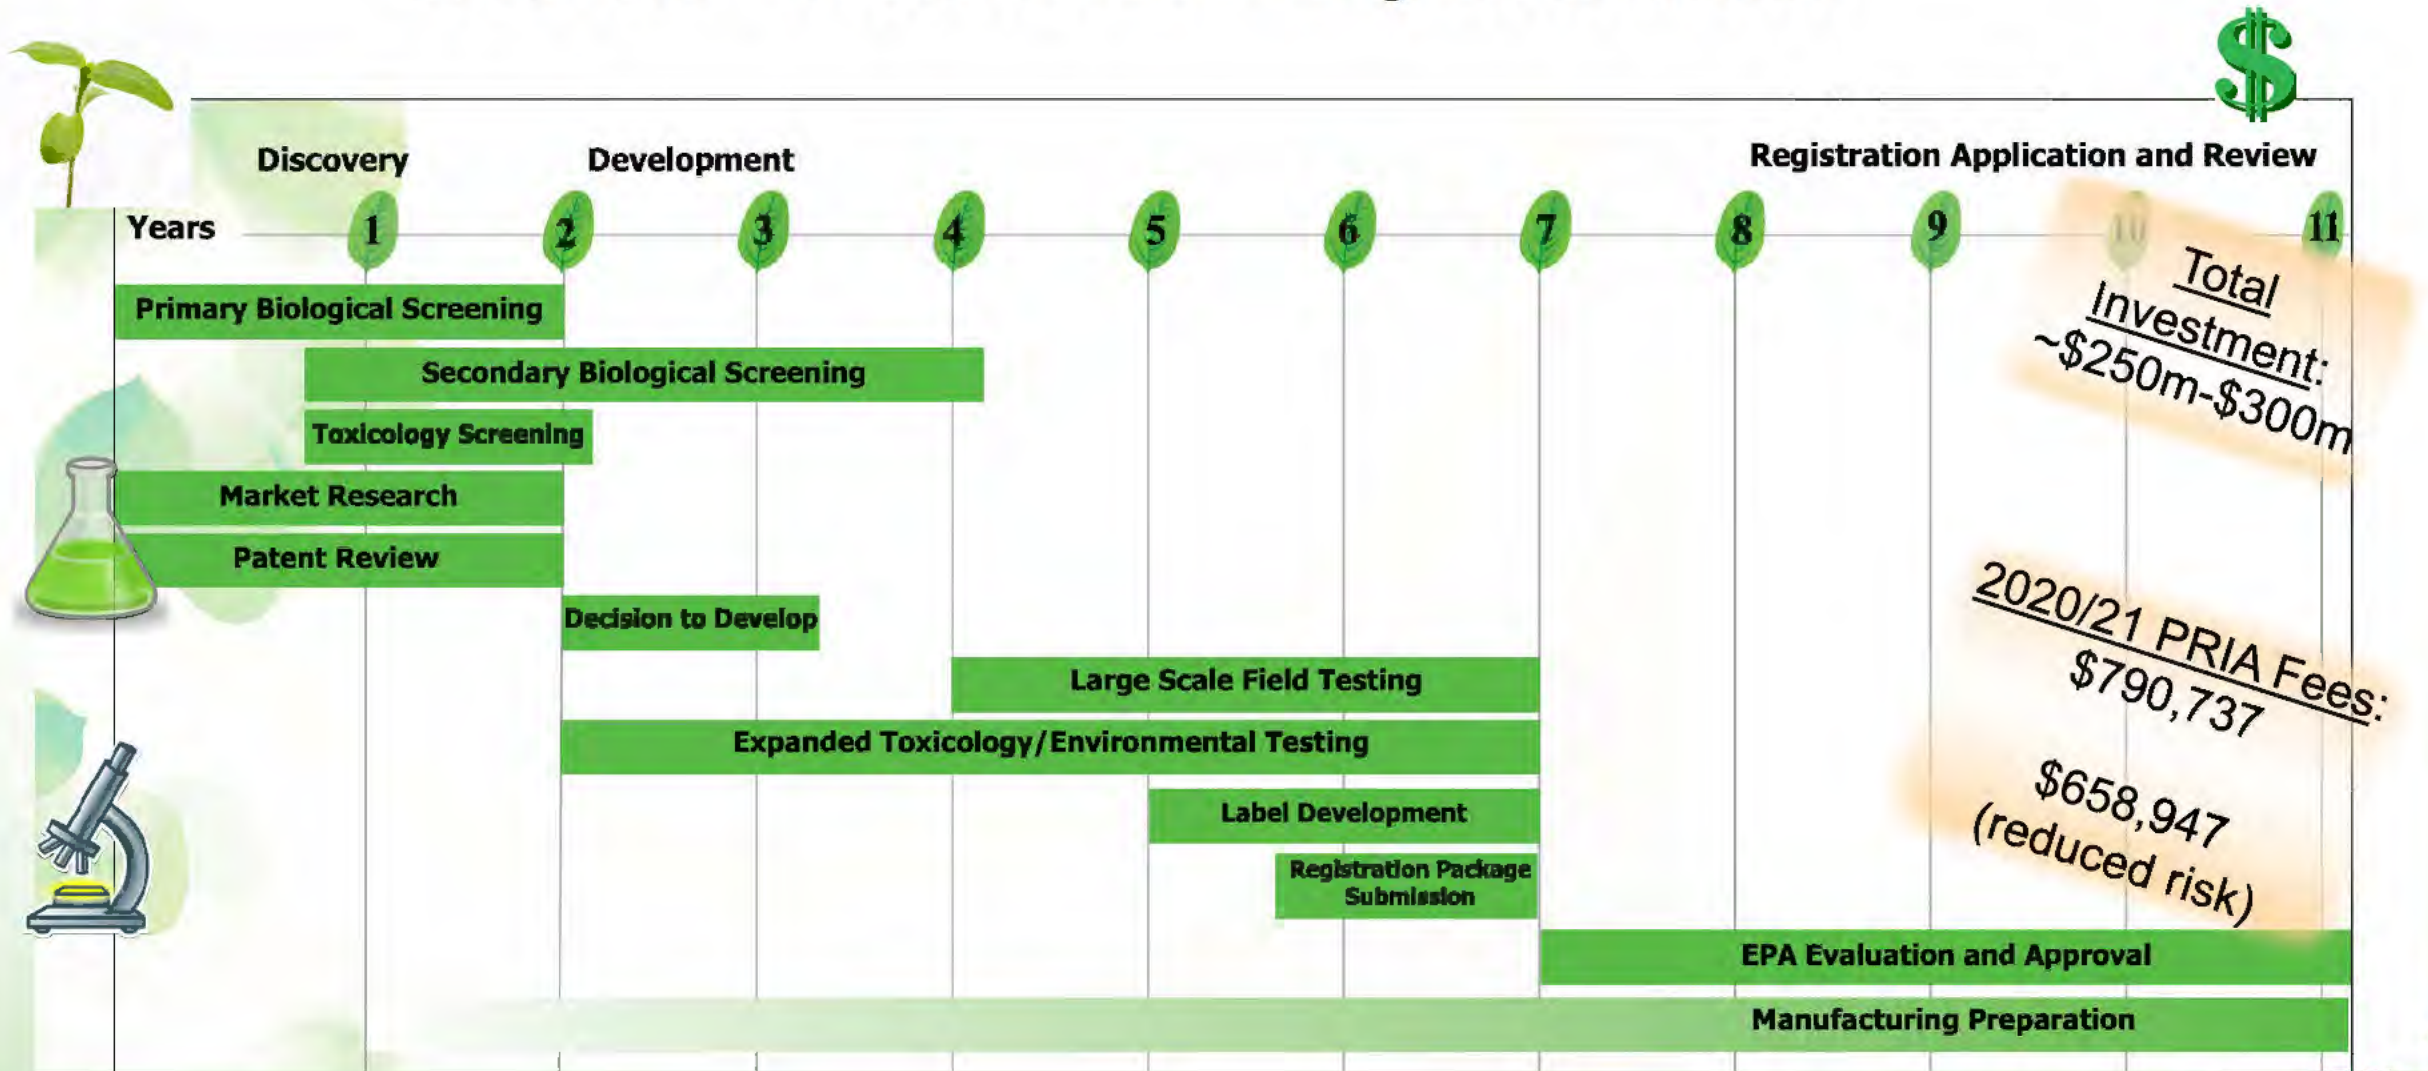 $
Discovery
Development
Registration Application and Review
Years
1
2
3
4
5
6
7
8
9
10
11
Total
Investment:
~$250m-$300m
Primary Biological Screening
Secondary Biological Screening
Toxicology Screening
Market Research
Patent Review
Decision to Develop
Large Scale Field Testing
Expanded Toxicology/Environmental Testing
Label Development
Registration Package
Submission
2020/21 PRIA Fees:
$790,737
$658,947
(reduced risk)
EPA Evaluation and Approval
Manufacturing Preparation